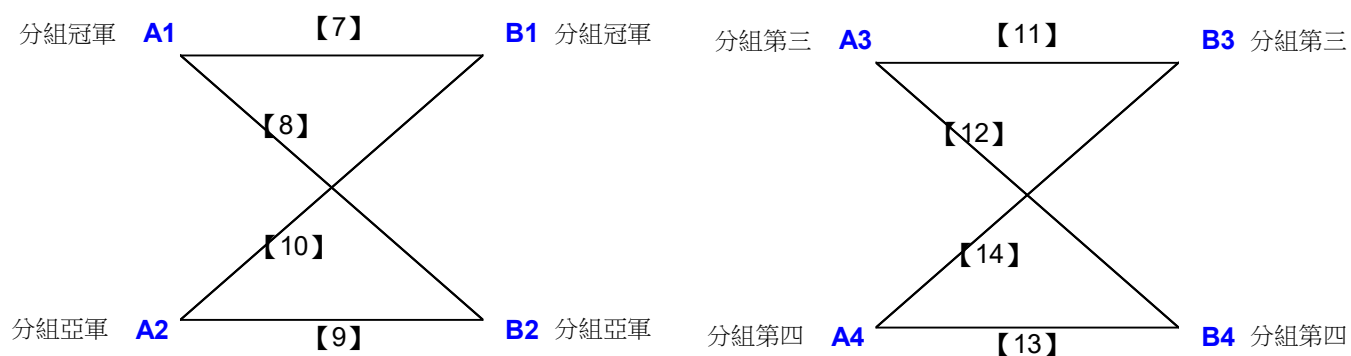 分組冠軍 A1 【7】 B1 分組冠軍
分組第三 A3 【11】 B3 分組第三
【8】
【12】
【10】
【14】
分組亞軍 A2 【9】 B2 分組亞軍
分組第四 A4 【13】 B4 分組第四